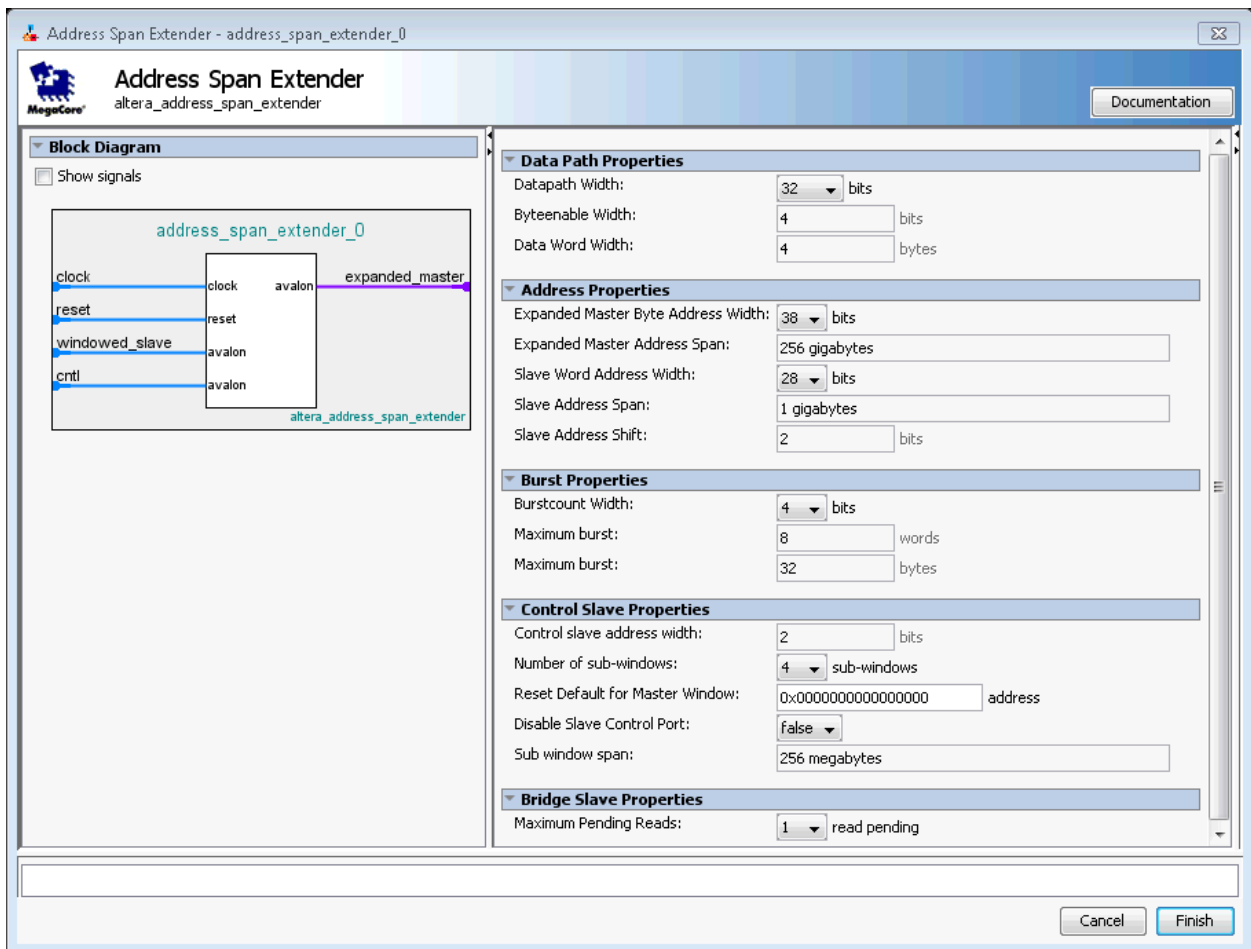 Address Span Extender - address_span_extender_0
MegaCore®
Address Span Extender
altera_address_span_extender
Documentation
Block Diagram
Show signals
address_span_extender_0
clock
clock
avalon
expanded_master
reset
reset
windowed_slave
avalon
cntl
avalon
altera_address_span_extender
Data Path Properties
Datapath Width: 32 bits
Byteenable Width: 4 bits
Data Word Width: 4 bytes
Address Properties
Expanded Master Byte Address Width: 38 bits
Expanded Master Address Span: 256 gigabytes
Slave Word Address Width: 28 bits
Slave Address Span: 1 gigabytes
Slave Address Shift: 2 bits
Burst Properties
Burstcount Width: 4 bits
Maximum burst: 8 words
Maximum burst: 32 bytes
Control Slave Properties
Control slave address width: 2 bits
Number of sub-windows: 4 sub-windows
Reset Default for Master Window: 0x0000000000000000 address
Disable Slave Control Port: false
Sub window span: 256 megabytes
Bridge Slave Properties
Maximum Pending Reads: 1 read pending
Cancel Finish